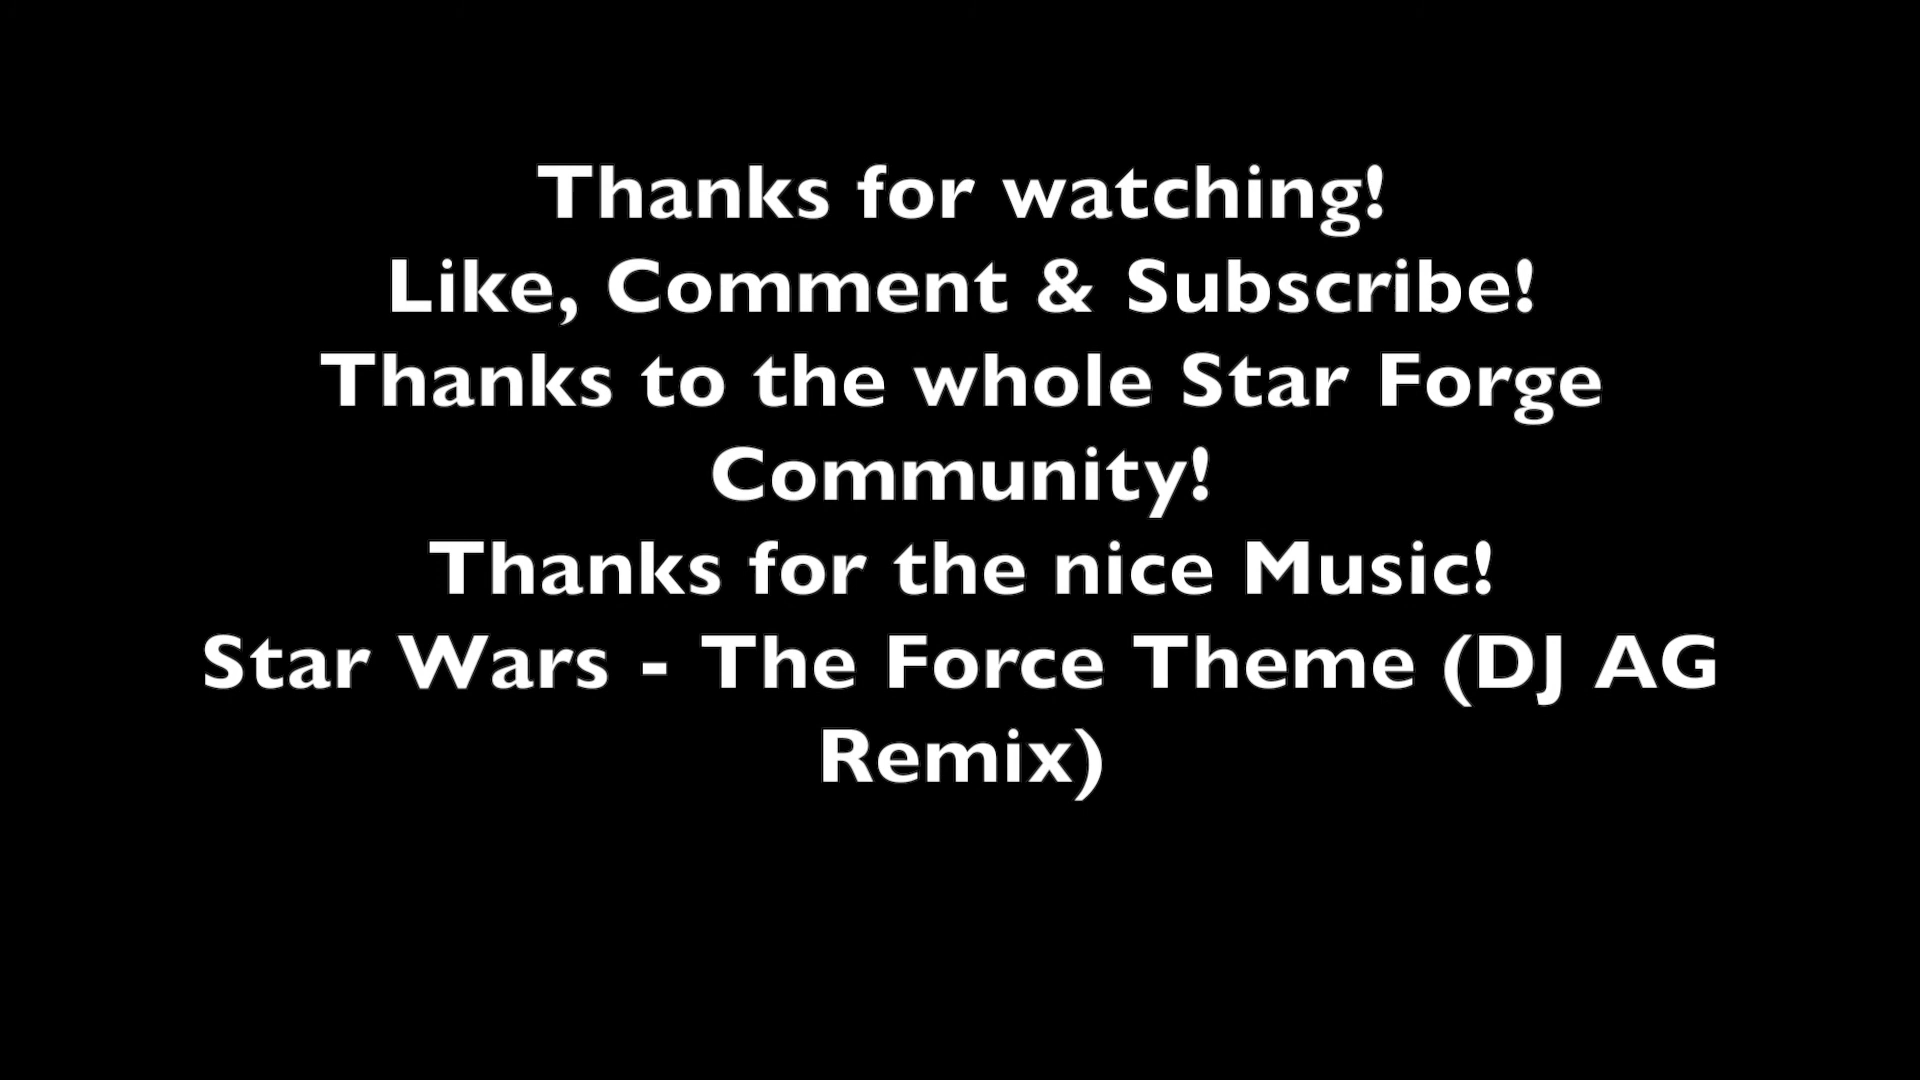 Thanks for watching!
Like, Comment & Subscribe!
Thanks to the whole Star Forge
Community!
Thanks for the nice Music!
Star Wars - The Force Theme (DJ AG
Remix)